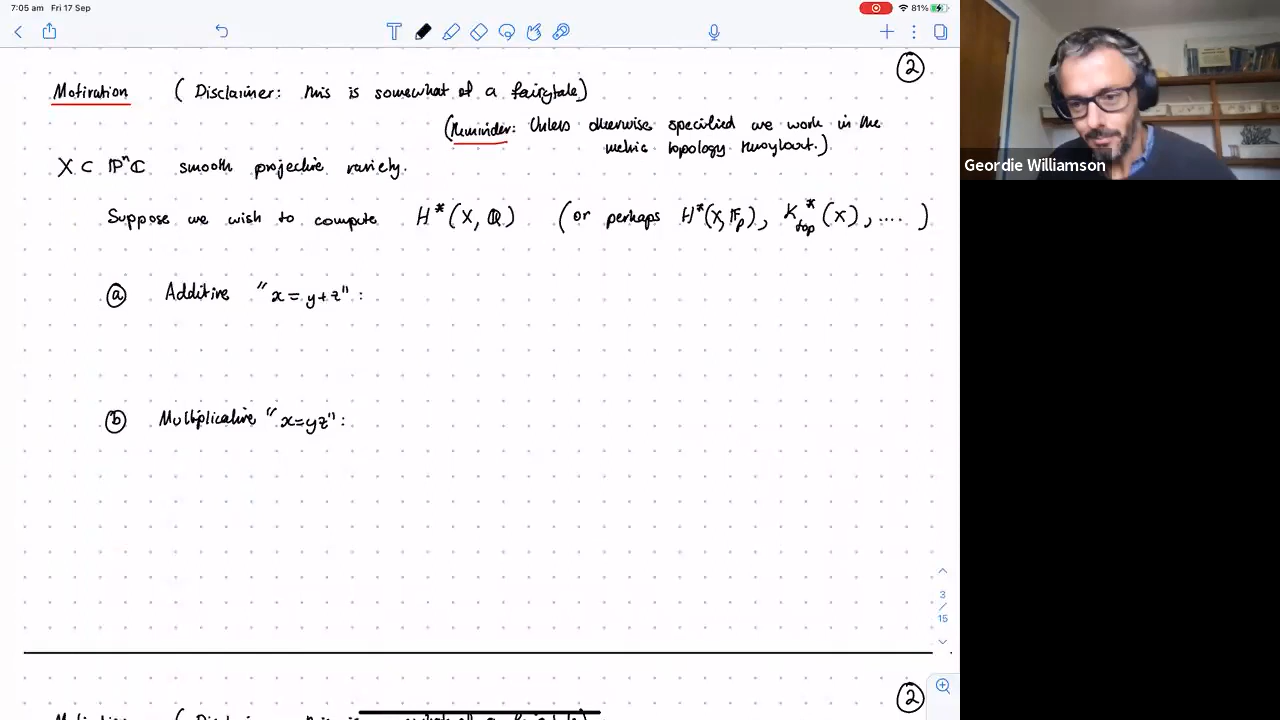 7:05 am Fri 17 Sep
81%
②
Motivation (Disclaimer: this is somewhat of a fairytale)
(Reminder: Unless otherwise specified we work in the
metric topology throughout.)
X ⊂ ℙⁿℂ smooth projective variety.
Geordie Williamson
Suppose we wish to compute H*(X, ℚ) (or perhaps H*(X, 𝔽p), K*top(X), .... )
ⓐ Additive "x = y + z" :
ⓑ Multiplicative "x = yz" :
3
/
15
②